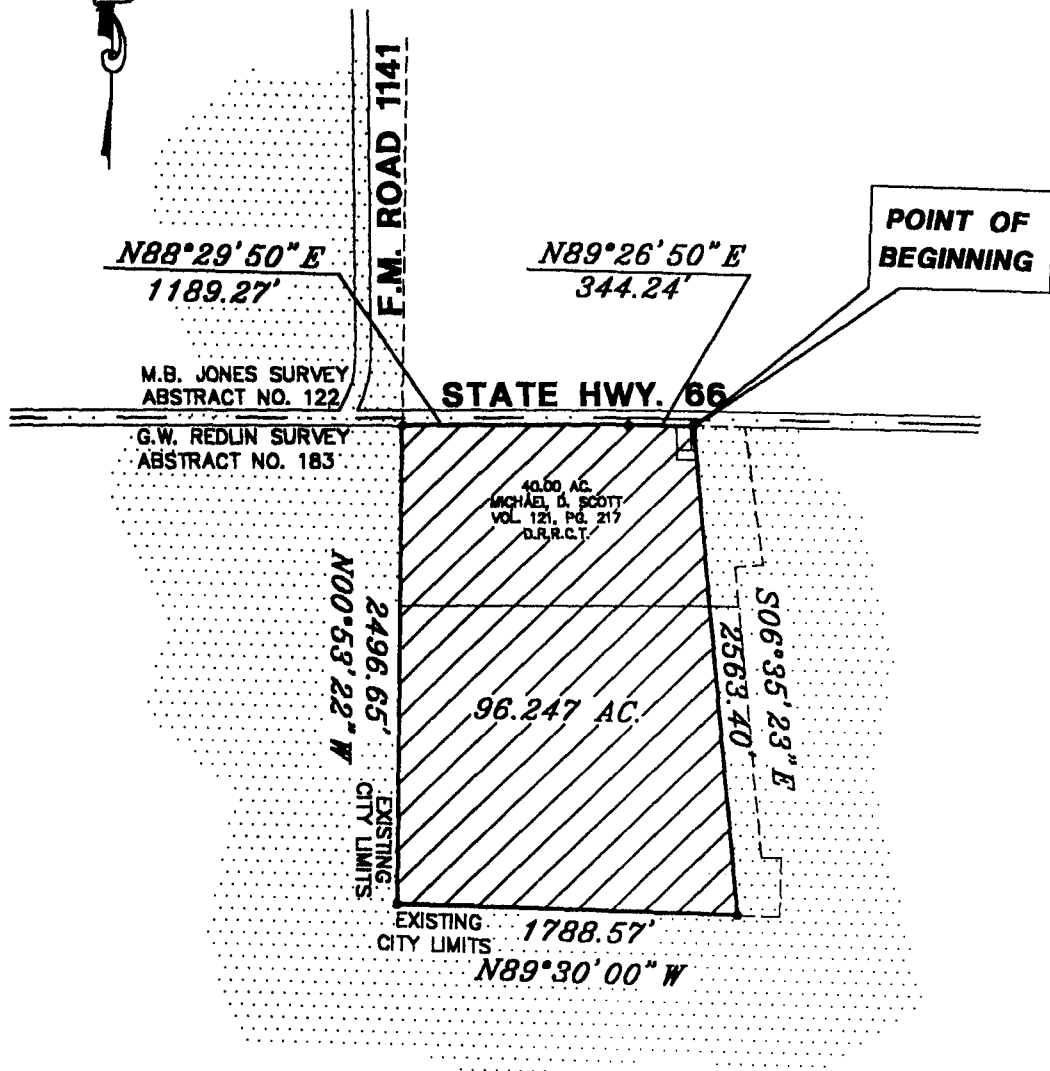 F.M. ROAD 1141
N88°29'50"E
1189.27'
N89°26'50"E
344.24'
POINT OF
BEGINNING
M.B. JONES SURVEY
ABSTRACT NO. 122
STATE HWY. 66
G.W. REDLIN SURVEY
ABSTRACT NO. 183
40.00 AC.
MICHAEL D. SCOTT
VOL. 121, PG. 217
D.R.R.C.T.
2496.65'
N00°53'22"W
S06°35'23"E
2563.40'
96.247 AC.
EXISTING
CITY LIMITS
EXISTING
CITY LIMITS
1788.57'
N89°30'00"W